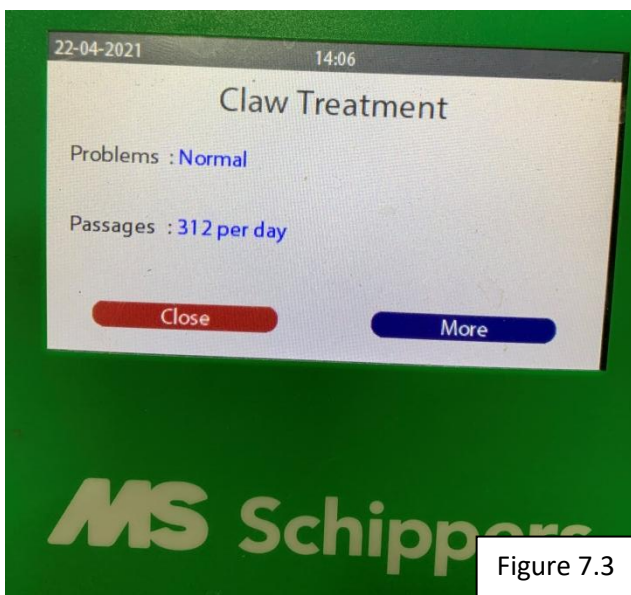 22-04-2021 14:06
Claw Treatment
Problems : Normal
Passages : 312 per day
Close More
MS Schippers
Figure 7.3